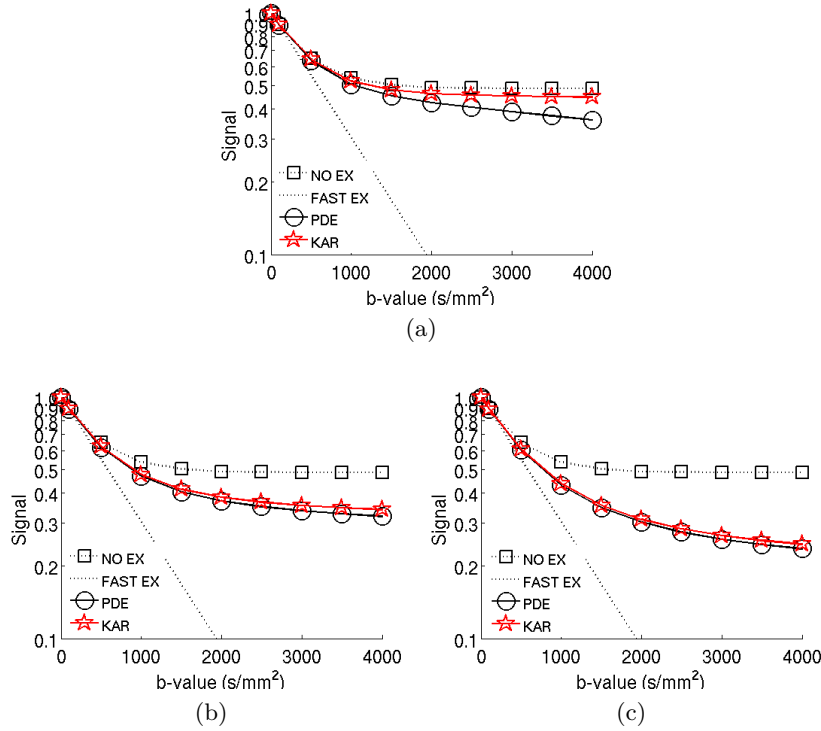 1.
0.9
0.8
0.7
0.6
0.5
0.4
0.3
0.2
0.1
Signal
NO EX
FAST EX
PDE
KAR
0 1000 2000 3000 4000
b-value (s/mm²)
(a)
1
0.9
0.8
0.7
0.6
0.5
0.4
0.3
0.2
0.1
Signal
NO EX
FAST EX
PDE
KAR
0 1000 2000 3000 4000
b-value (s/mm²)
(b)
1
0.9
0.8
0.7
0.6
0.5
0.4
0.3
0.2
0.1
Signal
NO EX
FAST EX
PDE
KAR
0 1000 2000 3000 4000
b-value (s/mm²)
(c)